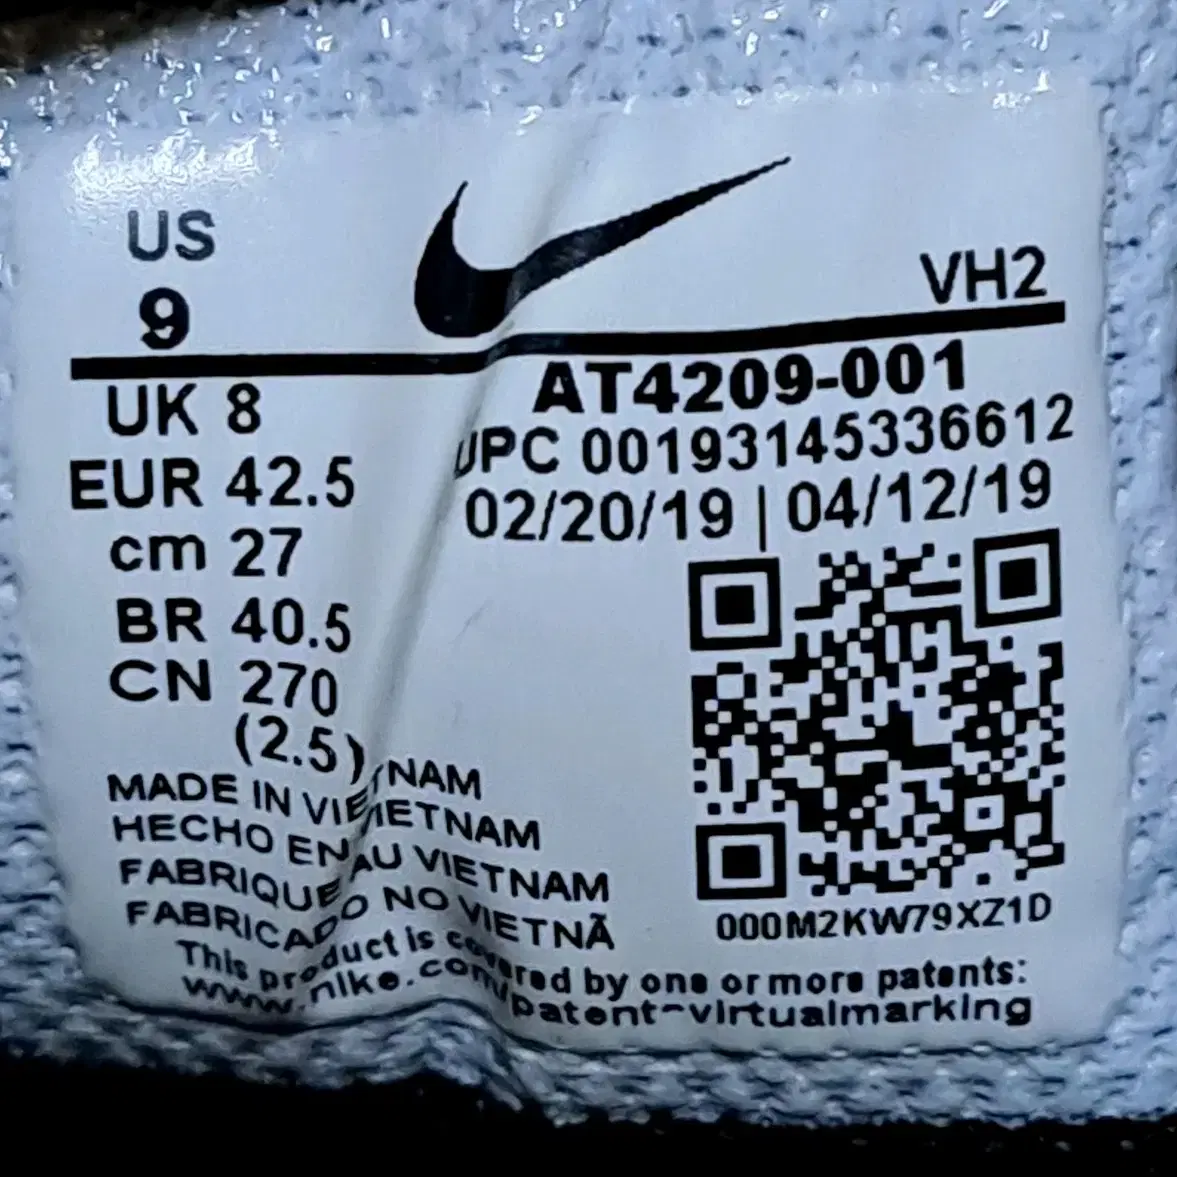 US
9
VH2
UK 8
EUR 42.5
cm 27
BR 40.5
CN 270
(2.5)
AT4209-001
UPC 00193145336612
02/20/19 | 04/12/19
000M2KW79XZ1D
MADE IN VIETNAM
HECHO EN VIETNAM
FABRIQUE AU VIETNAM
FABRICADO NO VIETNÃ
This product is covered by one or more patents:
www.nike.com/patent-virtualmarking